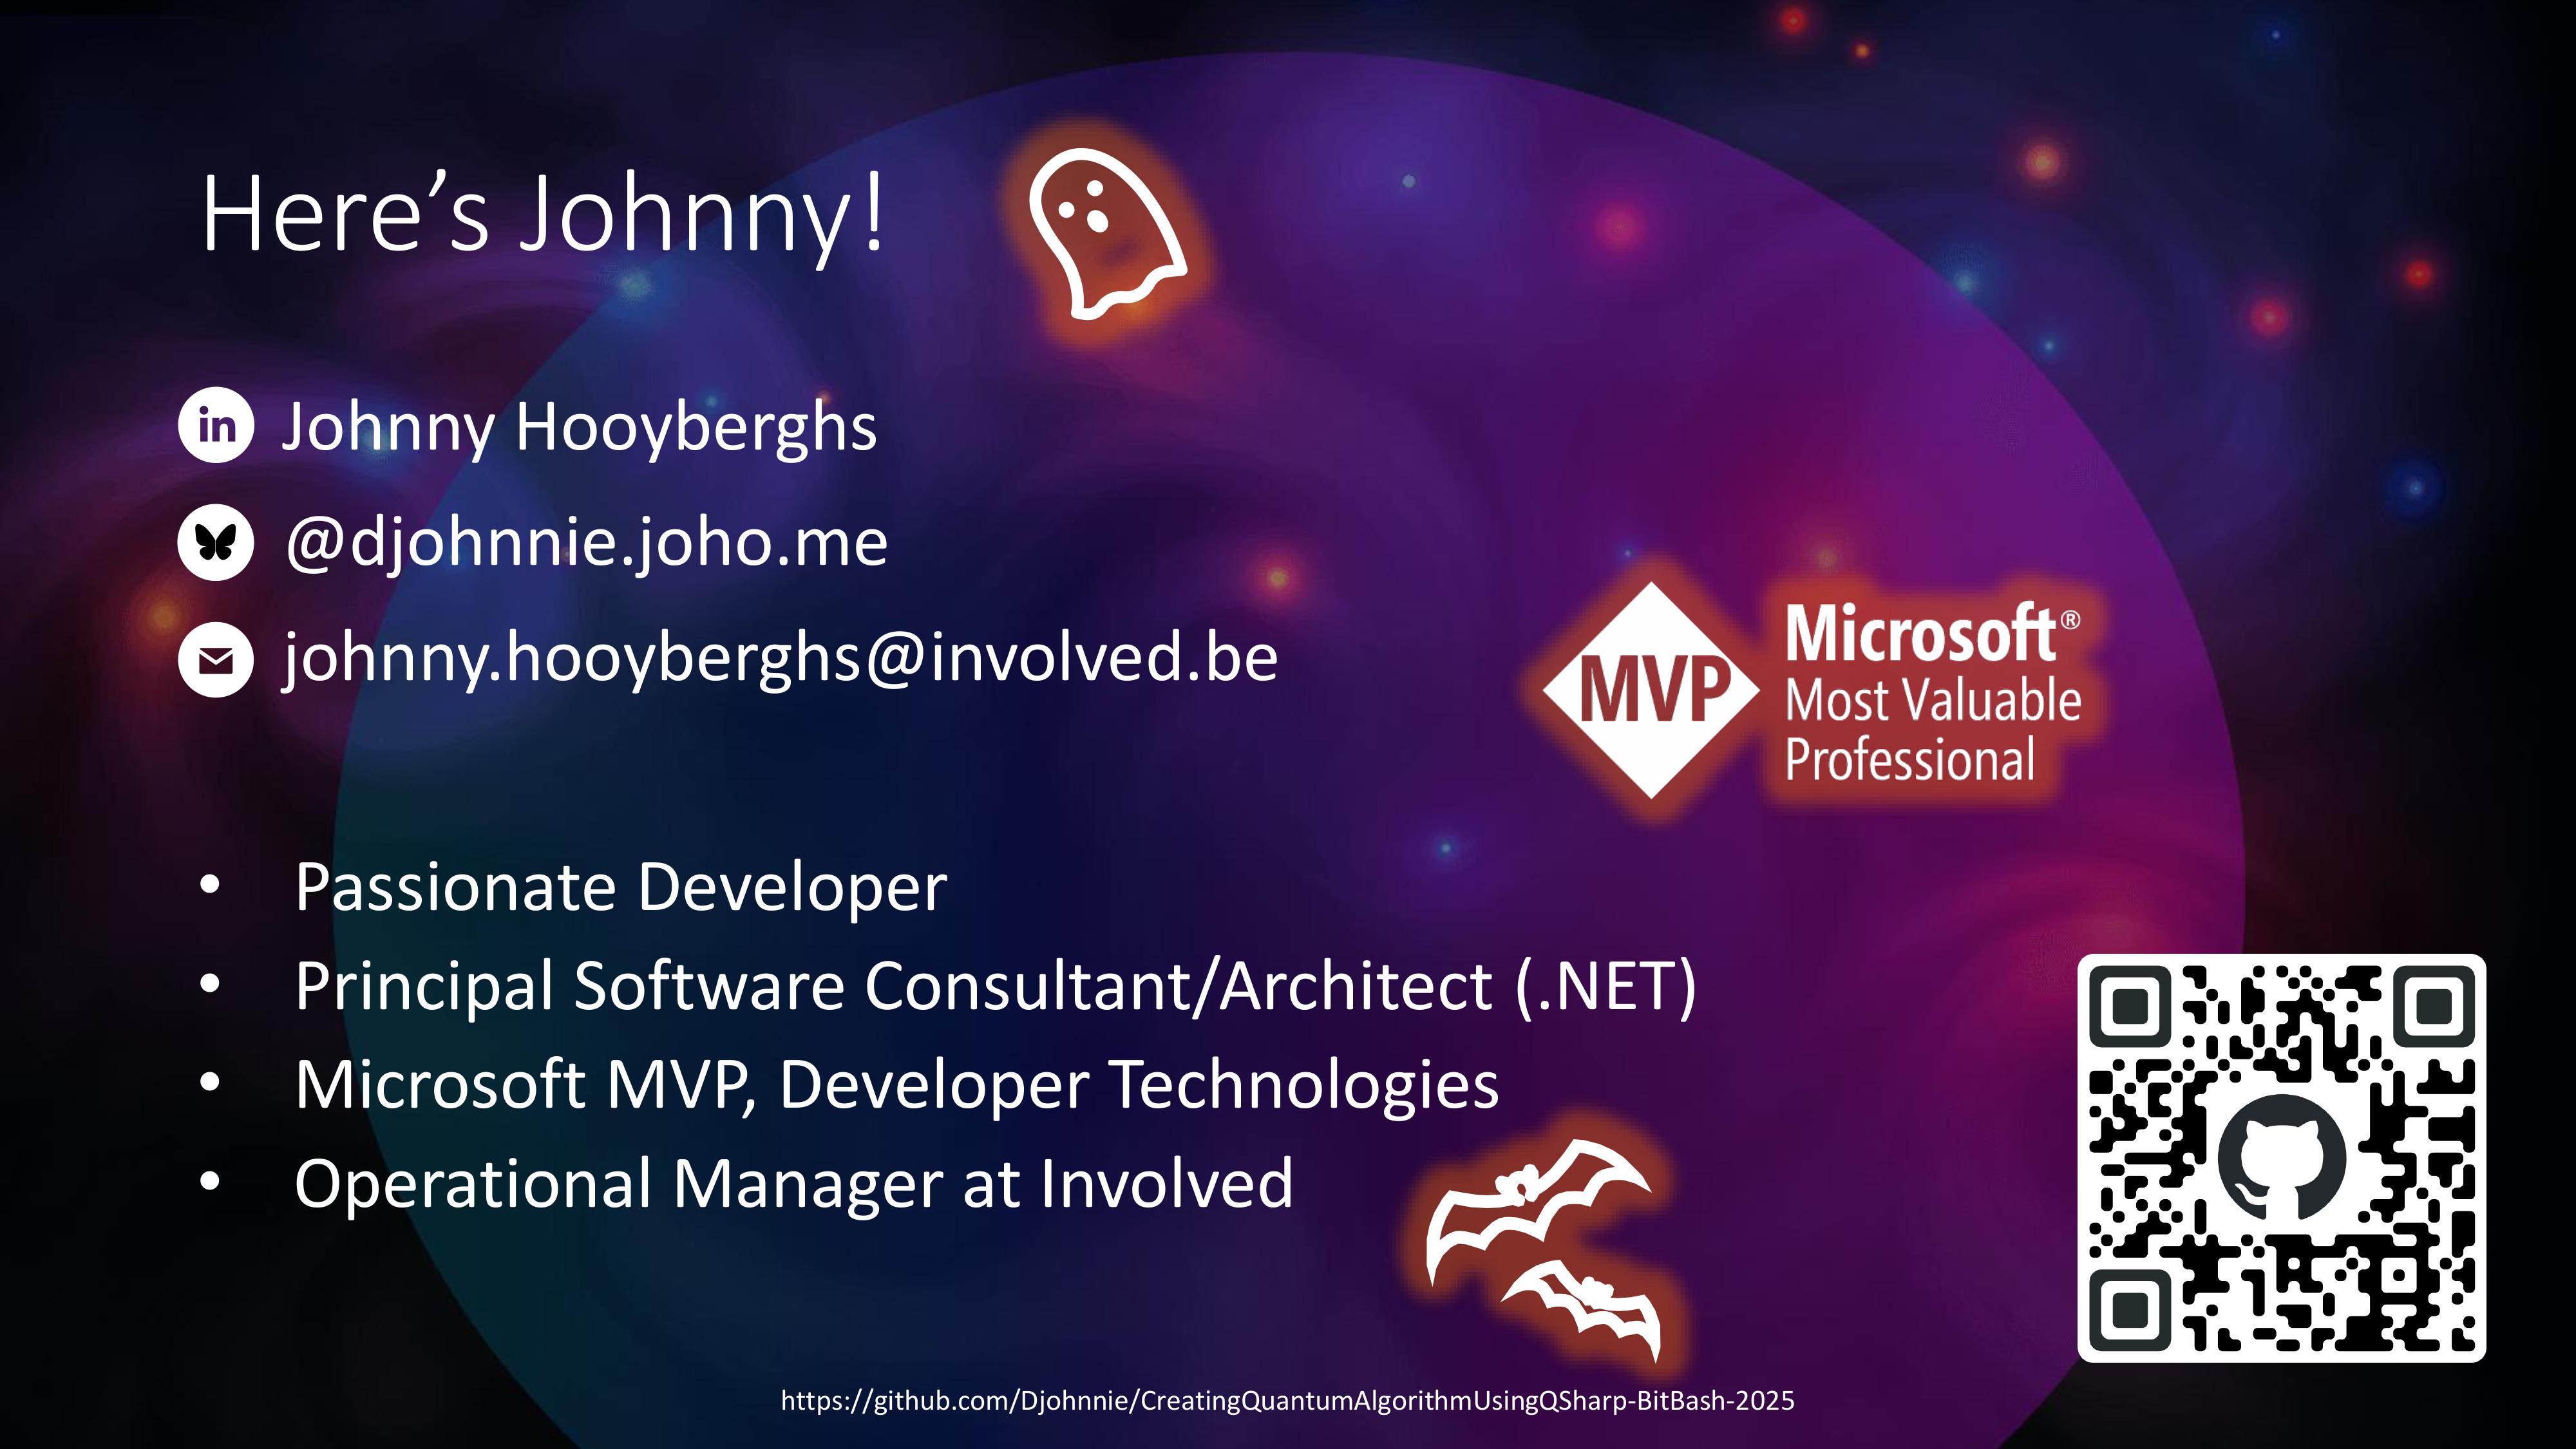 Here’s Johnny!
in
Johnny Hooyberghs
@djohnnie.joho.me
johnny.hooyberghs@involved.be
MVP
Microsoft®
Most Valuable
Professional
• Passionate Developer
• Principal Software Consultant/Architect (.NET)
• Microsoft MVP, Developer Technologies
• Operational Manager at Involved
https://github.com/Djohnnie/CreatingQuantumAlgorithmUsingQSharp-BitBash-2025